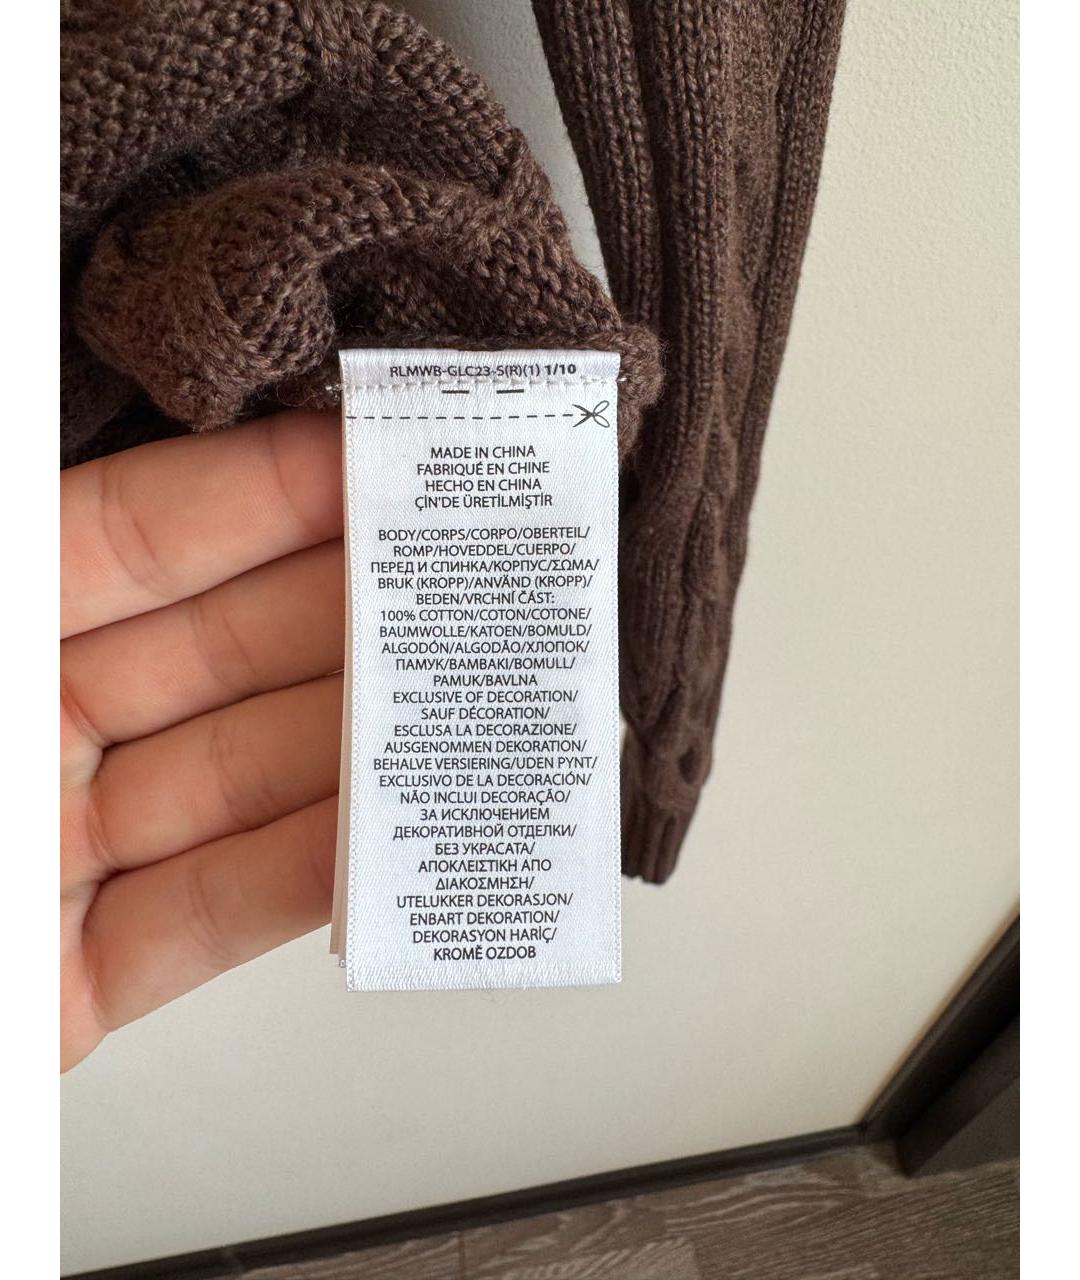 RLMWB-GLC23-S(R)(1) 1/10
MADE IN CHINA
FABRIQUÉ EN CHINE
HECHO EN CHINA
ÇİN'DE ÜRETİLMİŞTİR
BODY/CORPS/CORPO/OBERTEIL/
ROMP/HOVEDDEL/CUERPO/
ПЕРЕД И СПИНКА/КОРПУС/ΣΩΜΑ/
BRUK (KROPP)/ANVÄND (KROPP)/
BEDEN/VRCHNÍ ČÁST:
100% COTTON/COTON/COTONE/
BAUMWOLLE/KATOEN/BOMULD/
ALGODÓN/ALGODÃO/ХЛОПОК/
ПАМУК/ΒΑΜΒΑΚΙ/BOMULL/
PAMUK/BAVLNA
EXCLUSIVE OF DECORATION/
SAUF DÉCORATION/
ESCLUSA LA DECORAZIONE/
AUSGENOMMEN DEKORATION/
BEHALVE VERSIERING/UDEN PYNT/
EXCLUSIVO DE LA DECORACIÓN/
NÃO INCLUI DECORAÇÃO/
ЗА ИСКЛЮЧЕНИЕМ
ДЕКОРАТИВНОЙ ОТДЕЛКИ/
БЕЗ УКРАСАТА/
ΑΠΟΚΛΕΙΣΤΙΚΗ ΑΠΟ
ΔΙΑΚΟΣΜΗΣΗ/
UTELUKKER DEKORASJON/
ENBART DEKORATION/
DEKORASYON HARİÇ/
KROMĚ OZDOB